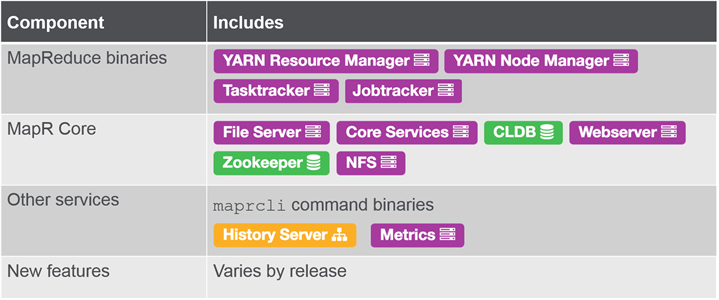 Component Includes
MapReduce binaries YARN Resource Manager YARN Node Manager
Tasktracker Jobtracker
MapR Core File Server Core Services CLDB Webserver
Zookeeper NFS
Other services maprcli command binaries
History Server Metrics
New features Varies by release